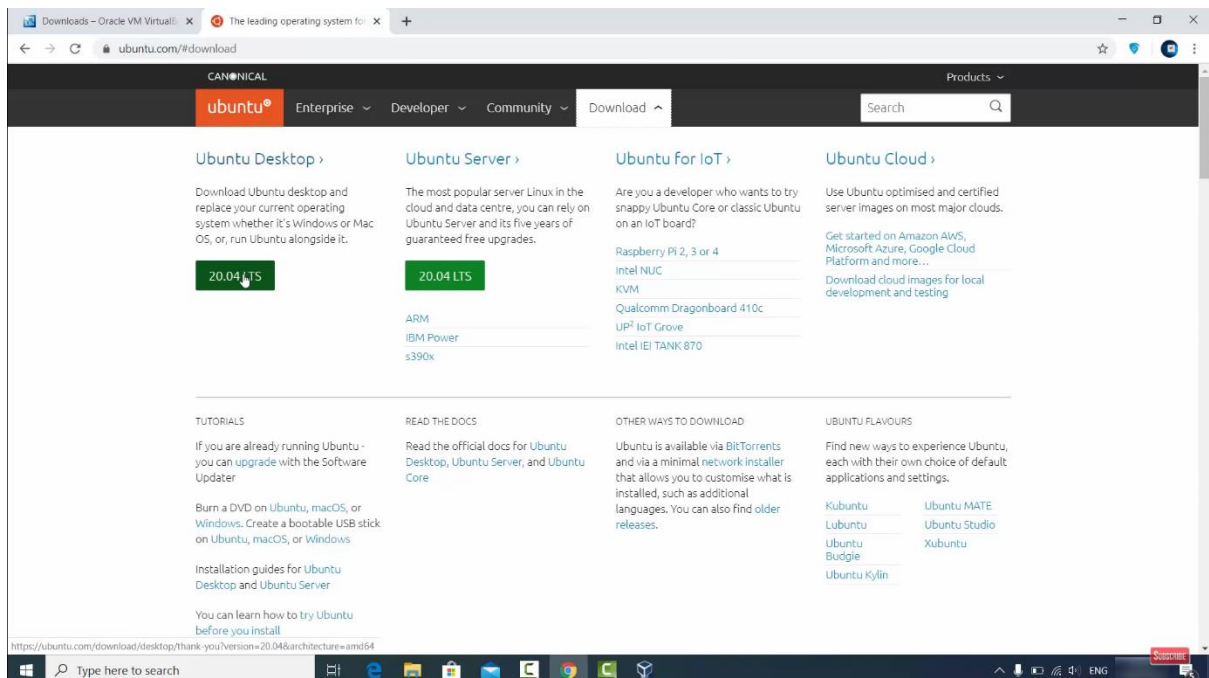 Downloads – Oracle VM VirtualB
The leading operating system fo
ubuntu.com/#download
CANONICAL
Products
ubuntu®
Enterprise
Developer
Community
Download
Search
Ubuntu Desktop ›
Download Ubuntu desktop and
replace your current operating
system whether it's Windows or Mac
OS, or, run Ubuntu alongside it.
20.04 LTS
Ubuntu Server ›
The most popular server Linux in the
cloud and data centre, you can rely on
Ubuntu Server and its five years of
guaranteed free upgrades.
20.04 LTS
ARM
IBM Power
s390x
Ubuntu for IoT ›
Are you a developer who wants to try
snappy Ubuntu Core or classic Ubuntu
on an IoT board?
Raspberry Pi 2, 3 or 4
Intel NUC
KVM
Qualcomm Dragonboard 410c
UP² IoT Grove
Intel IEI TANK 870
Ubuntu Cloud ›
Use Ubuntu optimised and certified
server images on most major clouds.
Get started on Amazon AWS,
Microsoft Azure, Google Cloud
Platform and more…
Download cloud images for local
development and testing
TUTORIALS
If you are already running Ubuntu -
you can upgrade with the Software
Updater
Burn a DVD on Ubuntu, macOS, or
Windows. Create a bootable USB stick
on Ubuntu, macOS, or Windows
Installation guides for Ubuntu
Desktop and Ubuntu Server
You can learn how to try Ubuntu
before you install
READ THE DOCS
Read the official docs for Ubuntu
Desktop, Ubuntu Server, and Ubuntu
Core
OTHER WAYS TO DOWNLOAD
Ubuntu is available via BitTorrents
and via a minimal network installer
that allows you to customise what is
installed, such as additional
languages. You can also find older
releases.
UBUNTU FLAVOURS
Find new ways to experience Ubuntu,
each with their own choice of default
applications and settings.
Kubuntu
Lubuntu
Ubuntu
Budgie
Ubuntu Kylin
Ubuntu MATE
Ubuntu Studio
Xubuntu
https://ubuntu.com/download/desktop/thank-you?version=20.04&architecture=amd64
Type here to search
ENG
SUBSCRIBE